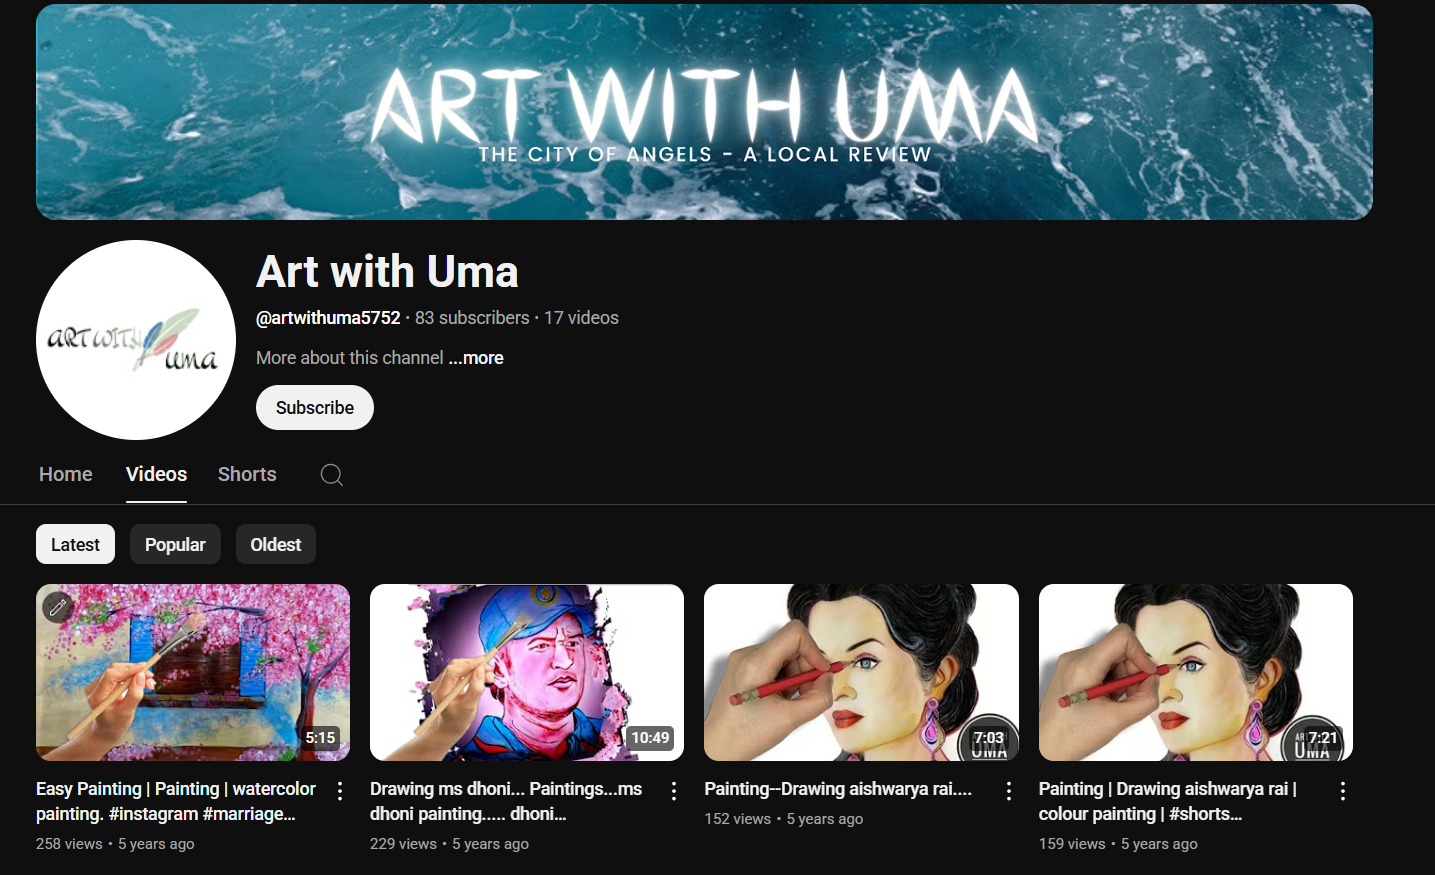 ART WITH UMA
THE CITY OF ANGELS - A LOCAL REVIEW
ART WITH
uma
Art with Uma
@artwithuma5752 • 83 subscribers • 17 videos
More about this channel ...more
Subscribe
Home Videos Shorts
Latest Popular Oldest
5:15 10:49 7:03 7:21
UMA ART UMA
Easy Painting | Painting | watercolor
painting. #instagram #marriage...
258 views • 5 years ago
Drawing ms dhoni... Paintings...ms
dhoni painting..... dhoni...
229 views • 5 years ago
Painting--Drawing aishwarya rai....
152 views • 5 years ago
Painting | Drawing aishwarya rai |
colour painting | #shorts...
159 views • 5 years ago